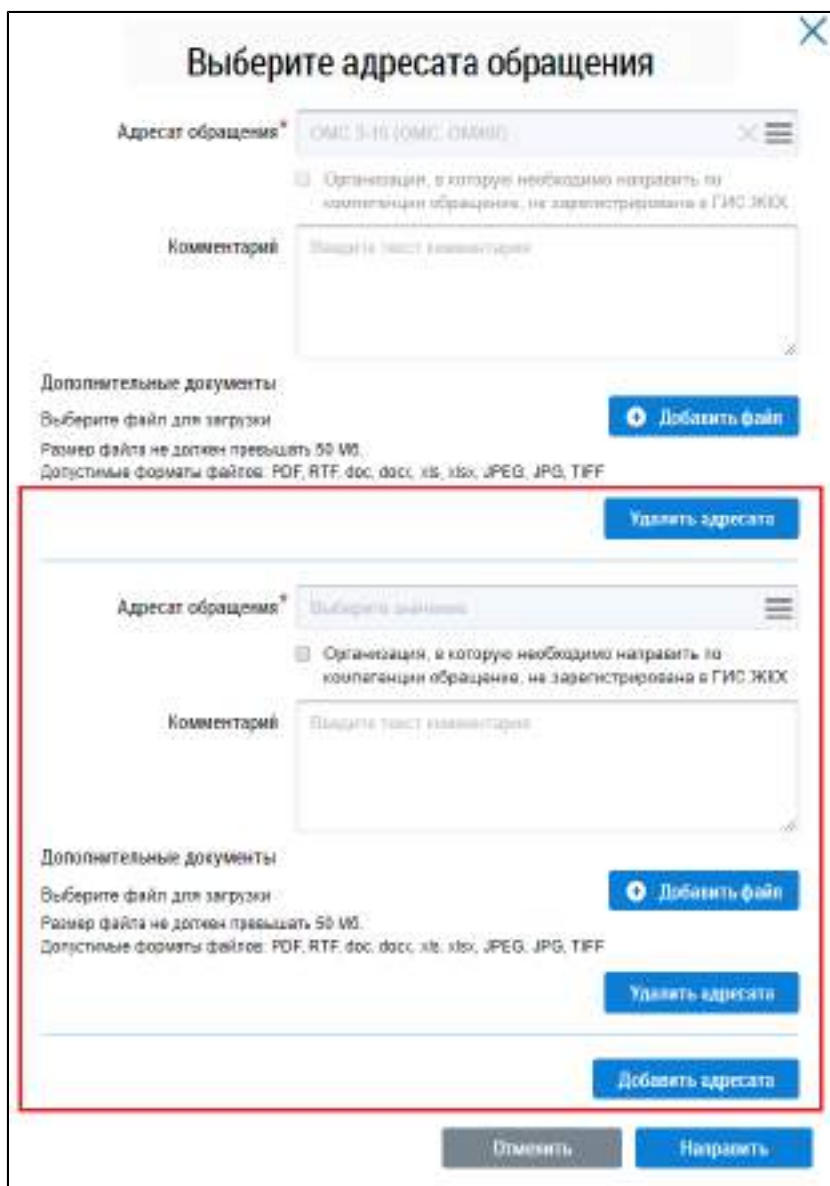 Выберите адресата обращения
Адресат обращения*
Организация, в которую необходимо направить по
компетенции обращение, не зарегистрирована в ГИС ЖКХ
Комментарий Введите текст комментария
Дополнительные документы
Выберите файл для загрузки Добавить файл
Размер файла не должен превышать 50 Мб.
Допустимые форматы файлов: PDF, RTF, doc, docx, xls, xlsx, JPEG, JPG, TIFF
Удалить адресата
Адресат обращения* Выберите значение
Организация, в которую необходимо направить по
компетенции обращение, не зарегистрирована в ГИС ЖКХ
Комментарий Введите текст комментария
Дополнительные документы
Выберите файл для загрузки Добавить файл
Размер файла не должен превышать 50 Мб.
Допустимые форматы файлов: PDF, RTF, doc, docx, xls, xlsx, JPEG, JPG, TIFF
Удалить адресата
Добавить адресата
Отменить Направить